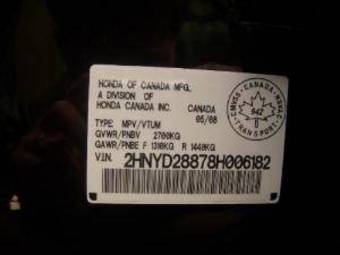 HONDA OF CANADA MFG.
A DIVISION OF
HONDA CANADA INC. CANADA
05/08
TYPE MPV/VTUM
GVWR/PNBV 2700KG
GAWR/PNBE F 1310KG R 1440KG
V.I.N. 2HNYD28878H006182
CMVSS - CANADA - NSVAC
942
TRANSPORT